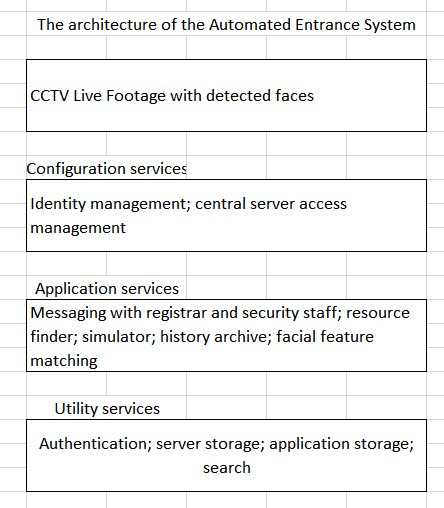 The architecture of the Automated Entrance System
CCTV Live Footage with detected faces
Configuration services
Identity management; central server access
management
Application services
Messaging with registrar and security staff; resource
finder; simulator; history archive; facial feature
matching
Utility services
Authentication; server storage; application storage;
search